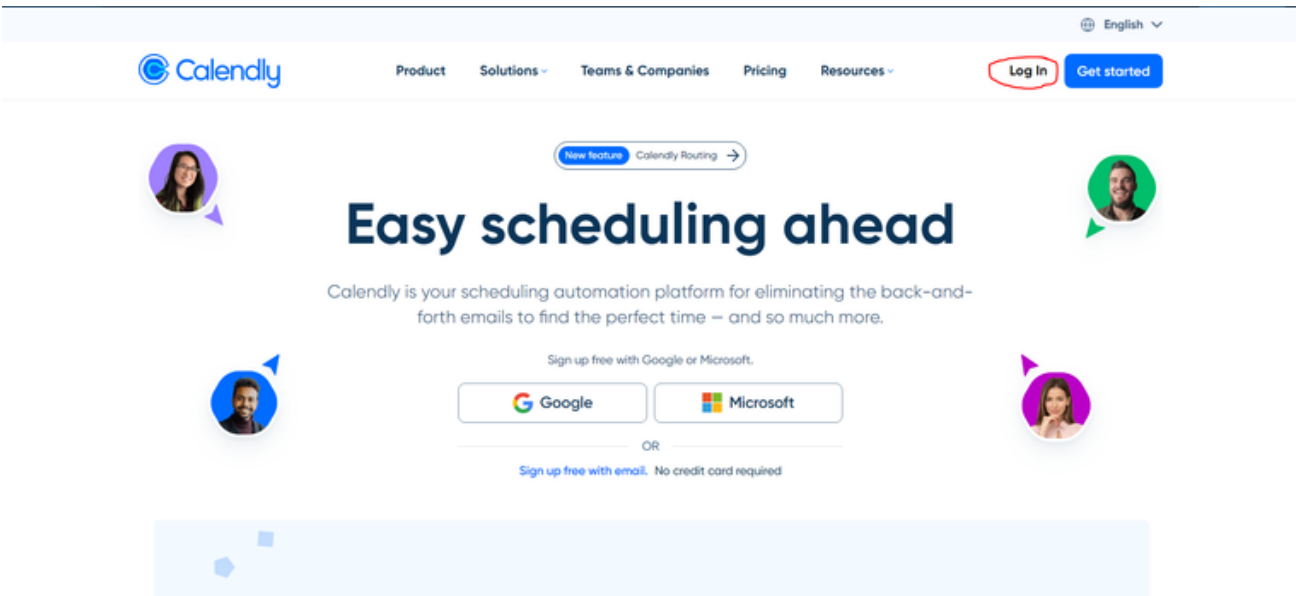 English
Calendly
Product Solutions Teams & Companies Pricing Resources Log In Get started
New feature Calendly Routing
Easy scheduling ahead
Calendly is your scheduling automation platform for eliminating the back-and-
forth emails to find the perfect time — and so much more.
Sign up free with Google or Microsoft.
Google Microsoft
OR
Sign up free with email. No credit card required